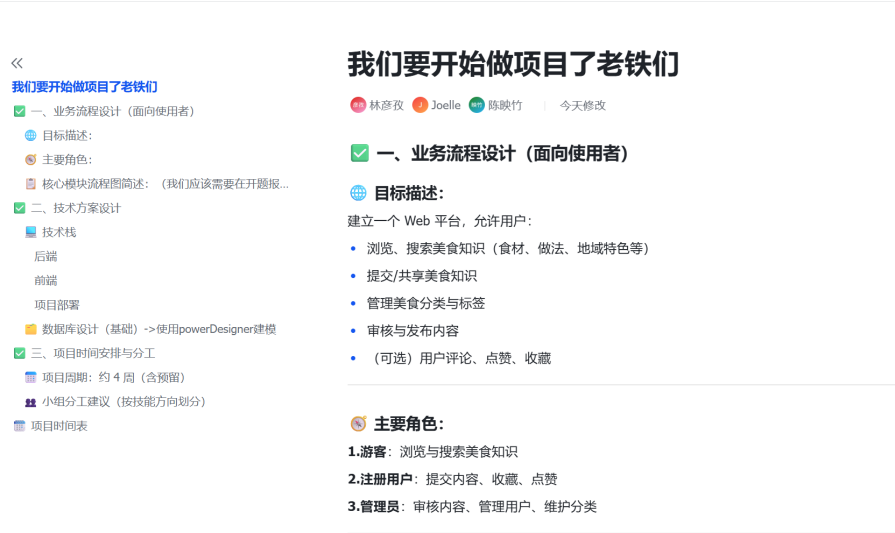 我们要开始做项目了老铁们
一、业务流程设计（面向使用者）
目标描述：
主要角色：
核心模块流程图简述：（我们应该需要在开题报...
二、技术方案设计
技术栈
后端
前端
项目部署
数据库设计（基础）->使用powerDesigner建模
三、项目时间安排与分工
项目周期：约 4 周（含预留）
小组分工建议（按技能方向划分）
项目时间表
我们要开始做项目了老铁们
林彦孜 J Joelle 映竹 陈映竹 今天修改
一、业务流程设计（面向使用者）
目标描述：
建立一个 Web 平台，允许用户：
浏览、搜索美食知识（食材、做法、地域特色等）
提交/共享美食知识
管理美食分类与标签
审核与发布内容
（可选）用户评论、点赞、收藏
主要角色：
1.游客：浏览与搜索美食知识
2.注册用户：提交内容、收藏、点赞
3.管理员：审核内容、管理用户、维护分类